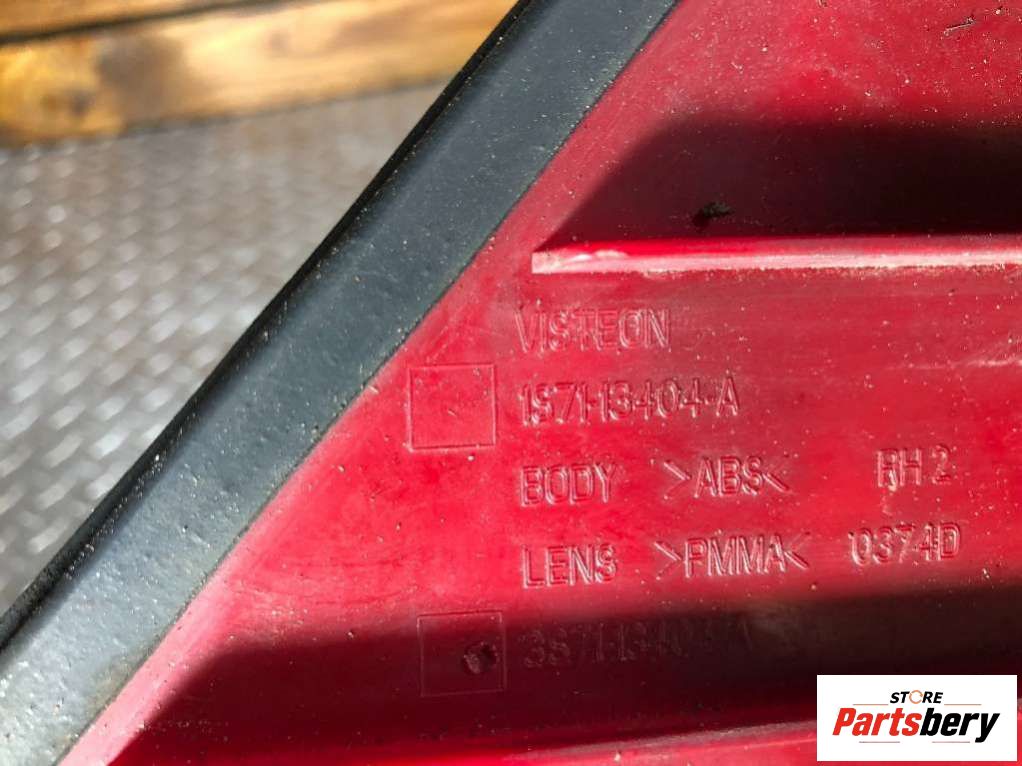 VISTEON
1S71-13404-A
BODY >ABS< RH 2
LENS >PMMA< 0374D
STORE
Partsbery